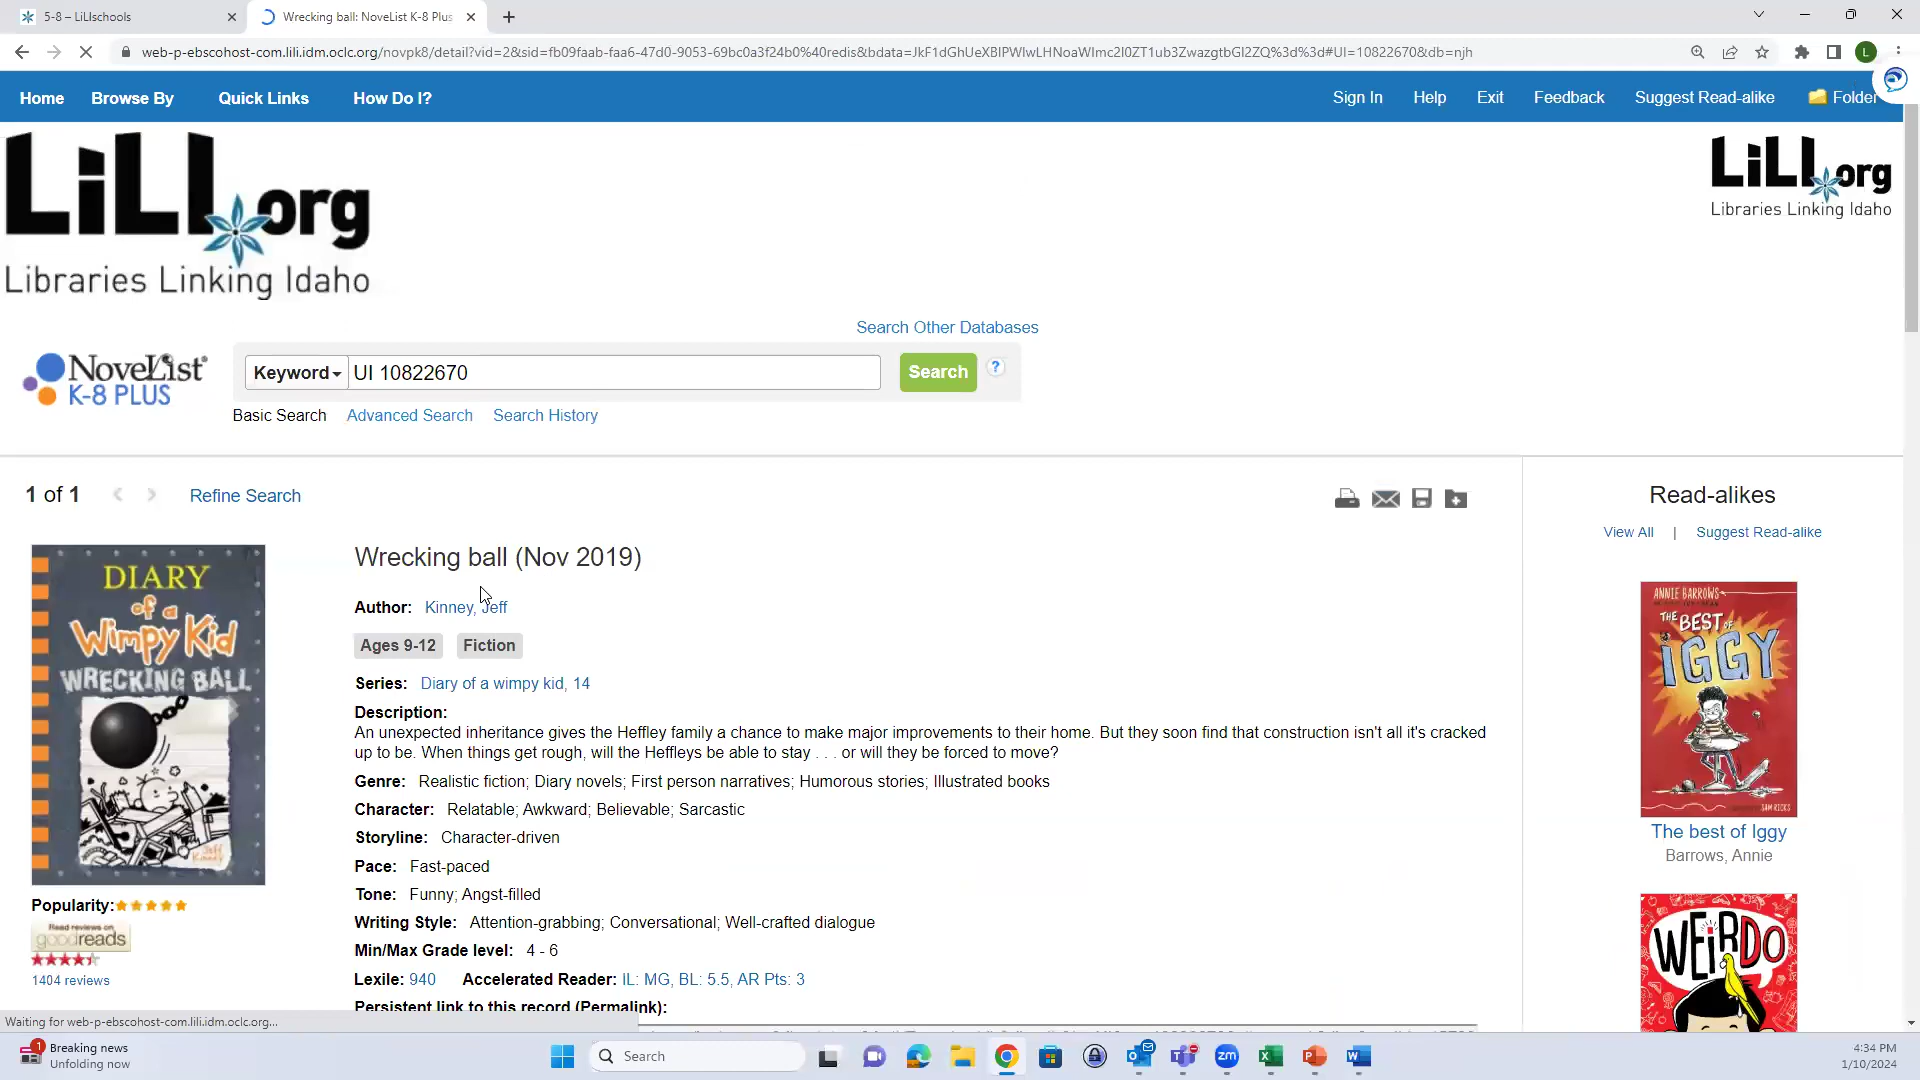 5-8 – LiLIschools
Wrecking ball: NoveList K-8 Plus
web-p-ebscohost-com.lili.idm.oclc.org/novpk8/detail?vid=2&sid=fb09faab-faa6-47d0-9053-69bc0a3f24b0%40redis&bdata=JkF1dGhUeXBlPWlwLHNoaWImc2l0ZT1ub3ZwazgtbGl2ZQ%3d%3d#UI=10822670&db=njh
L
Home Browse By Quick Links How Do I? Sign In Help Exit Feedback Suggest Read-alike Folder
LiLI.org
Libraries Linking Idaho
LiLI.org
Libraries Linking Idaho
Search Other Databases
NoveList
K-8 PLUS
Keyword UI 10822670 Search ?
Basic Search Advanced Search Search History
1 of 1 Refine Search
DIARY
of a
Wimpy Kid
WRECKING BALL
Jeff
Kinney
Popularity:
Read reviews on
goodreads
1404 reviews
Wrecking ball (Nov 2019)
Author: Kinney, Jeff
Ages 9-12 Fiction
Series: Diary of a wimpy kid, 14
Description:
An unexpected inheritance gives the Heffley family a chance to make major improvements to their home. But they soon find that construction isn't all it's cracked
up to be. When things get rough, will the Heffleys be able to stay . . . or will they be forced to move?
Genre: Realistic fiction; Diary novels; First person narratives; Humorous stories; Illustrated books
Character: Relatable; Awkward; Believable; Sarcastic
Storyline: Character-driven
Pace: Fast-paced
Tone: Funny; Angst-filled
Writing Style: Attention-grabbing; Conversational; Well-crafted dialogue
Min/Max Grade level: 4 - 6
Lexile: 940 Accelerated Reader: IL: MG, BL: 5.5, AR Pts: 3
Persistent link to this record (Permalink):
Read-alikes
View All | Suggest Read-alike
ANNIE BARROWS
THE BEST OF
IGGY
SAM RICKS
The best of Iggy
Barrows, Annie
WEiRDO
Waiting for web-p-ebscohost-com.lili.idm.oclc.org...
1
Breaking news
Unfolding now
Search
zm
4:34 PM
1/10/2024